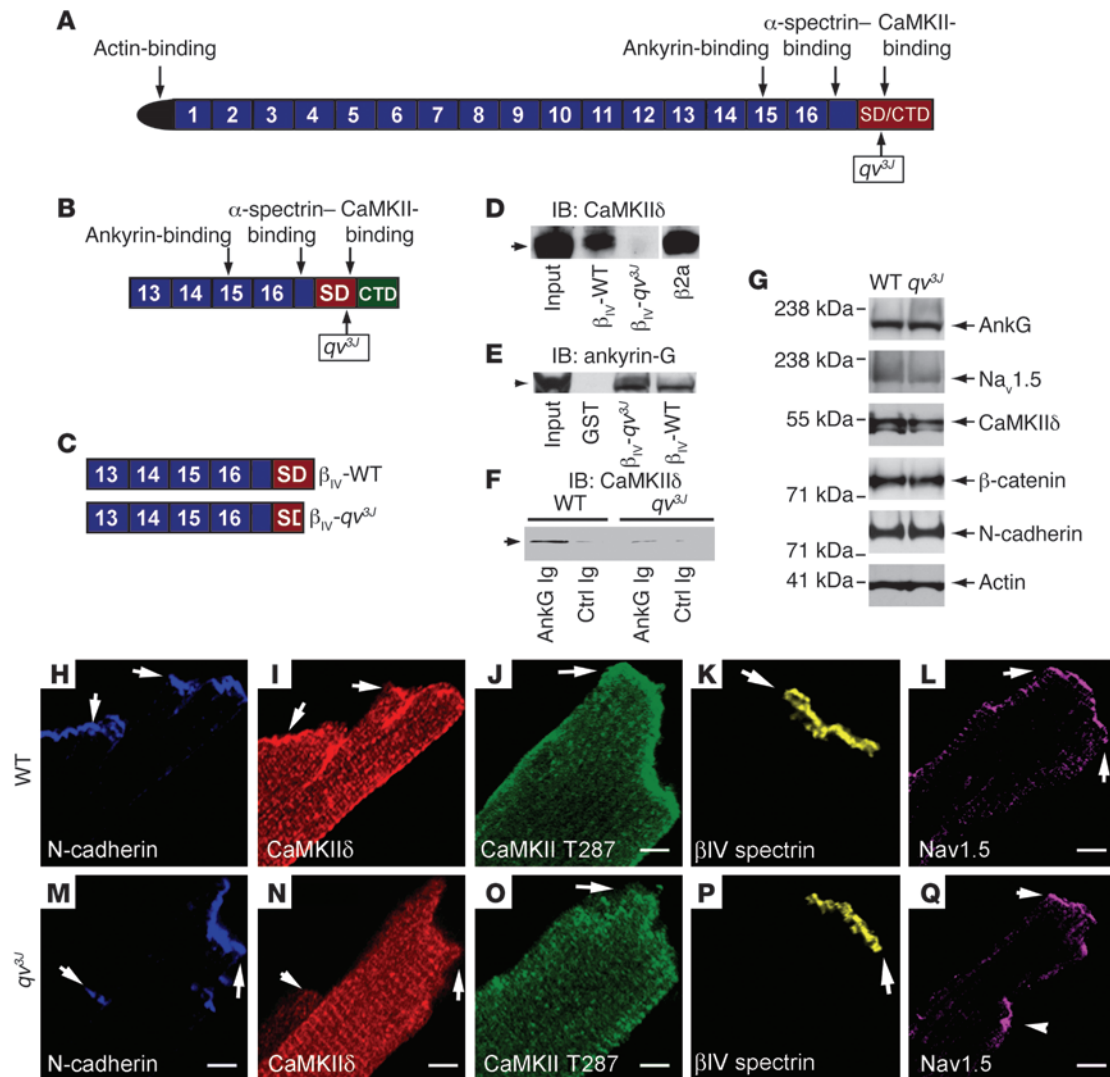 A
Actin-binding
Ankyrin-binding
α-spectrin–
binding
CaMKII-
binding
1 2 3 4 5 6 7 8 9 10 11 12 13 14 15 16 SD/CTD
qv3J
B
Ankyrin-binding
α-spectrin–
binding
CaMKII-
binding
13 14 15 16 SD CTD
qv3J
C
13 14 15 16 SD βIV-WT
13 14 15 16 SD βIV-qv3J
D
IB: CaMKIIδ
Input βIV-WT βIV-qv3J β2a
E
IB: ankyrin-G
Input GST βIV-qv3J βIV-WT
F
IB: CaMKIIδ
WT qv3J
AnkG Ig Ctrl Ig AnkG Ig Ctrl Ig
G
WT qv3J
238 kDa
AnkG
238 kDa
Nav1.5
55 kDa
CaMKIIδ
β-catenin
71 kDa
N-cadherin
71 kDa
41 kDa
Actin
WT
H
N-cadherin
I
CaMKIIδ
J
CaMKII T287
K
βIV spectrin
L
Nav1.5
qv3J
M
N-cadherin
N
CaMKIIδ
O
CaMKII T287
P
βIV spectrin
Q
Nav1.5